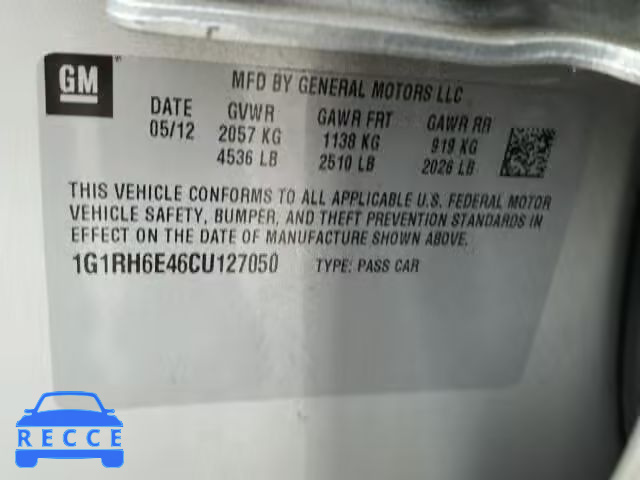 GM
MFD BY GENERAL MOTORS LLC
DATE GVWR GAWR FRT GAWR RR
05/12 2057 KG 1138 KG 919 KG
4536 LB 2510 LB 2026 LB
THIS VEHICLE CONFORMS TO ALL APPLICABLE U.S. FEDERAL MOTOR
VEHICLE SAFETY, BUMPER, AND THEFT PREVENTION STANDARDS IN
EFFECT ON THE DATE OF MANUFACTURE SHOWN ABOVE.
1G1RH6E46CU127050 TYPE: PASS CAR
RECCE